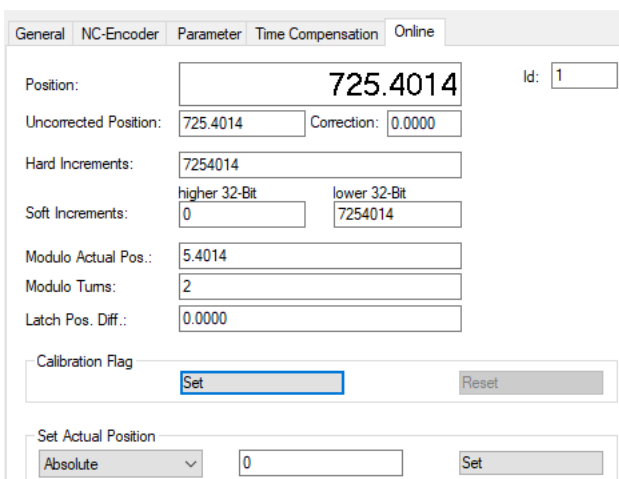 General NC-Encoder Parameter Time Compensation Online
Position: 725.4014 Id: 1
Uncorrected Position: 725.4014 Correction: 0.0000
Hard Increments: 7254014
higher 32-Bit lower 32-Bit
Soft Increments: 0 7254014
Modulo Actual Pos.: 5.4014
Modulo Turns: 2
Latch Pos. Diff.: 0.0000
Calibration Flag
Set Reset
Set Actual Position
Absolute 0 Set